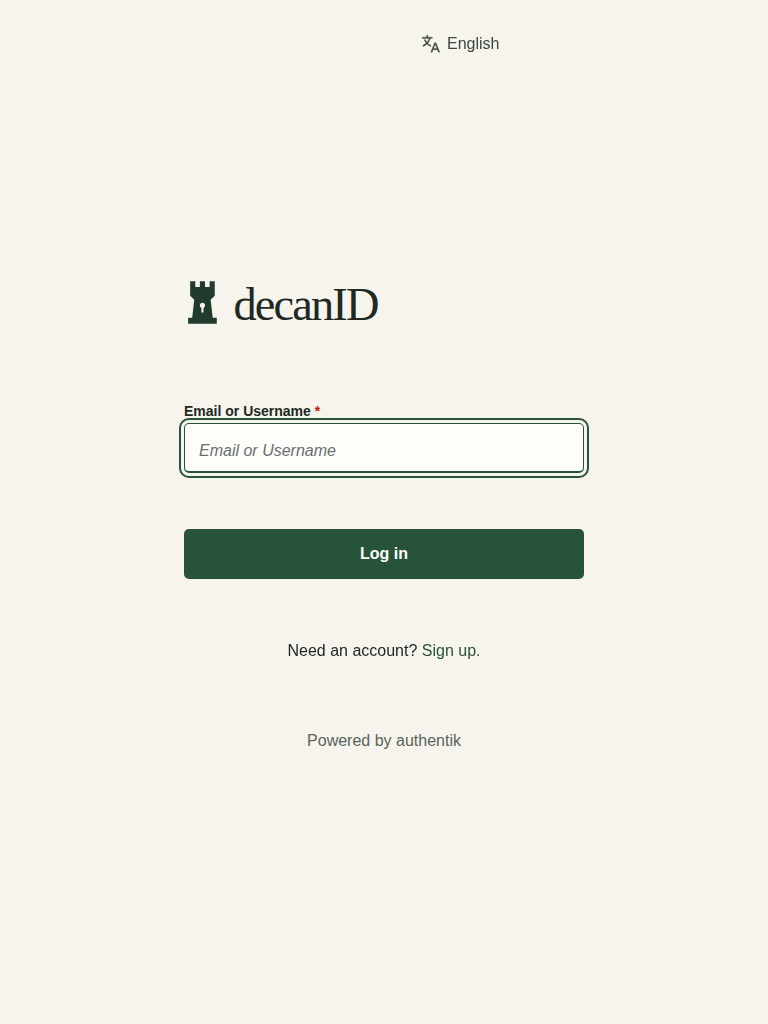 English
decanID
Email or Username *
Email or Username
Log in
Need an account? Sign up.
Powered by authentik